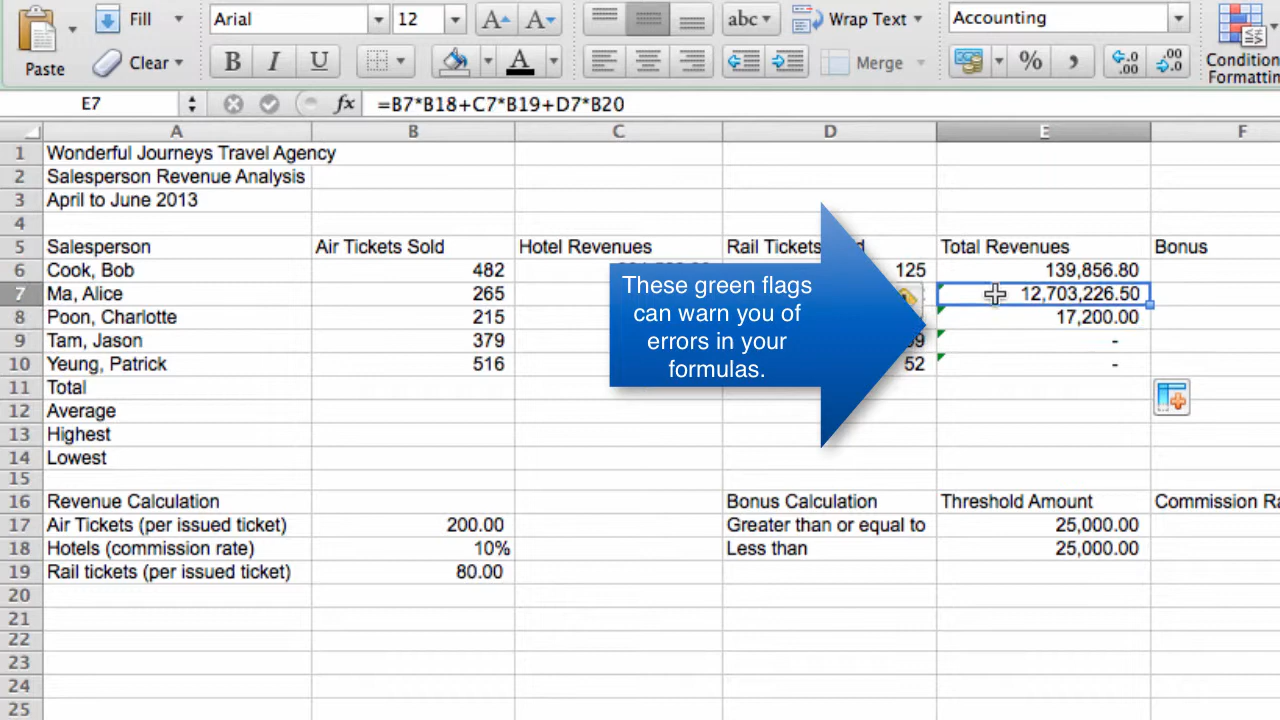 Fill Arial 12 A A abc Wrap Text Accounting
Paste Clear B I U A Merge % .0 .00 .00 .0 Condition
Formatting
E7 fx =B7*B18+C7*B19+D7*B20
A B C D E F
1 Wonderful Journeys Travel Agency
2 Salesperson Revenue Analysis
3 April to June 2013
4
5 Salesperson Air Tickets Sold Hotel Revenues Rail Tickets Total Revenues Bonus
6 Cook, Bob 482 125 139,856.80
7 Ma, Alice 265 12,703,226.50
8 Poon, Charlotte 215 17,200.00
9 Tam, Jason 379 -
10 Yeung, Patrick 516 52 -
11 Total
12 Average
13 Highest
14 Lowest
15
16 Revenue Calculation Bonus Calculation Threshold Amount Commission Ra
17 Air Tickets (per issued ticket) 200.00 Greater than or equal to 25,000.00
18 Hotels (commission rate) 10% Less than 25,000.00
19 Rail tickets (per issued ticket) 80.00
20
21
22
23
24
25
These green flags
can warn you of
errors in your
formulas.